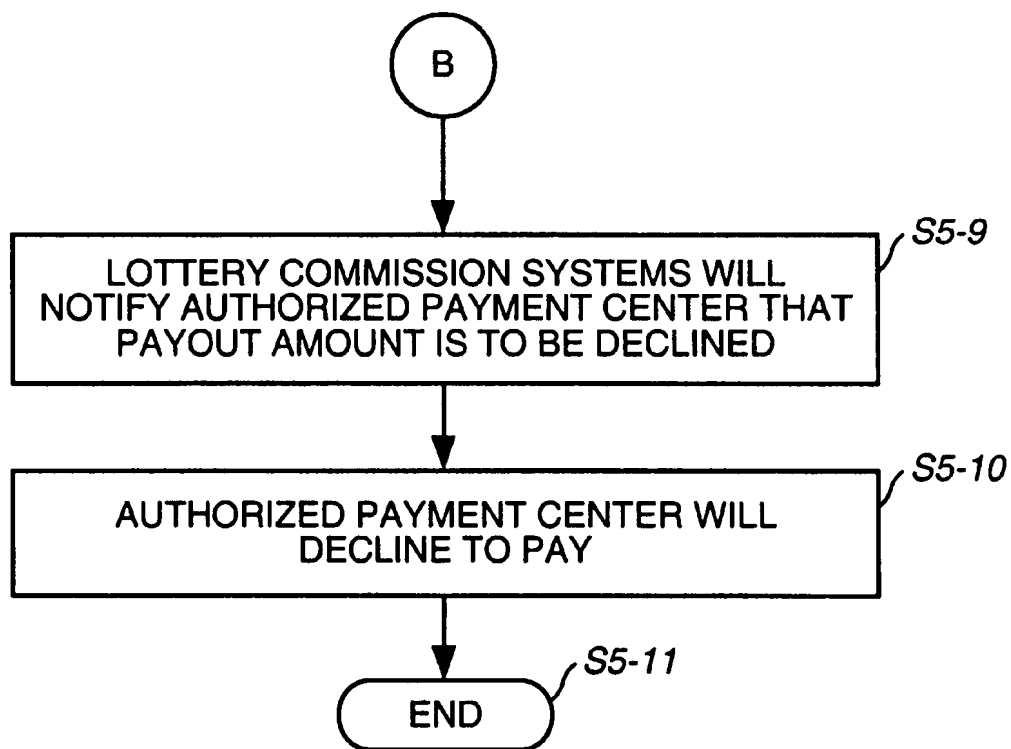 B
S5-9
LOTTERY COMMISSION SYSTEMS WILL
NOTIFY AUTHORIZED PAYMENT CENTER THAT
PAYOUT AMOUNT IS TO BE DECLINED
S5-10
AUTHORIZED PAYMENT CENTER WILL
DECLINE TO PAY
S5-11
END